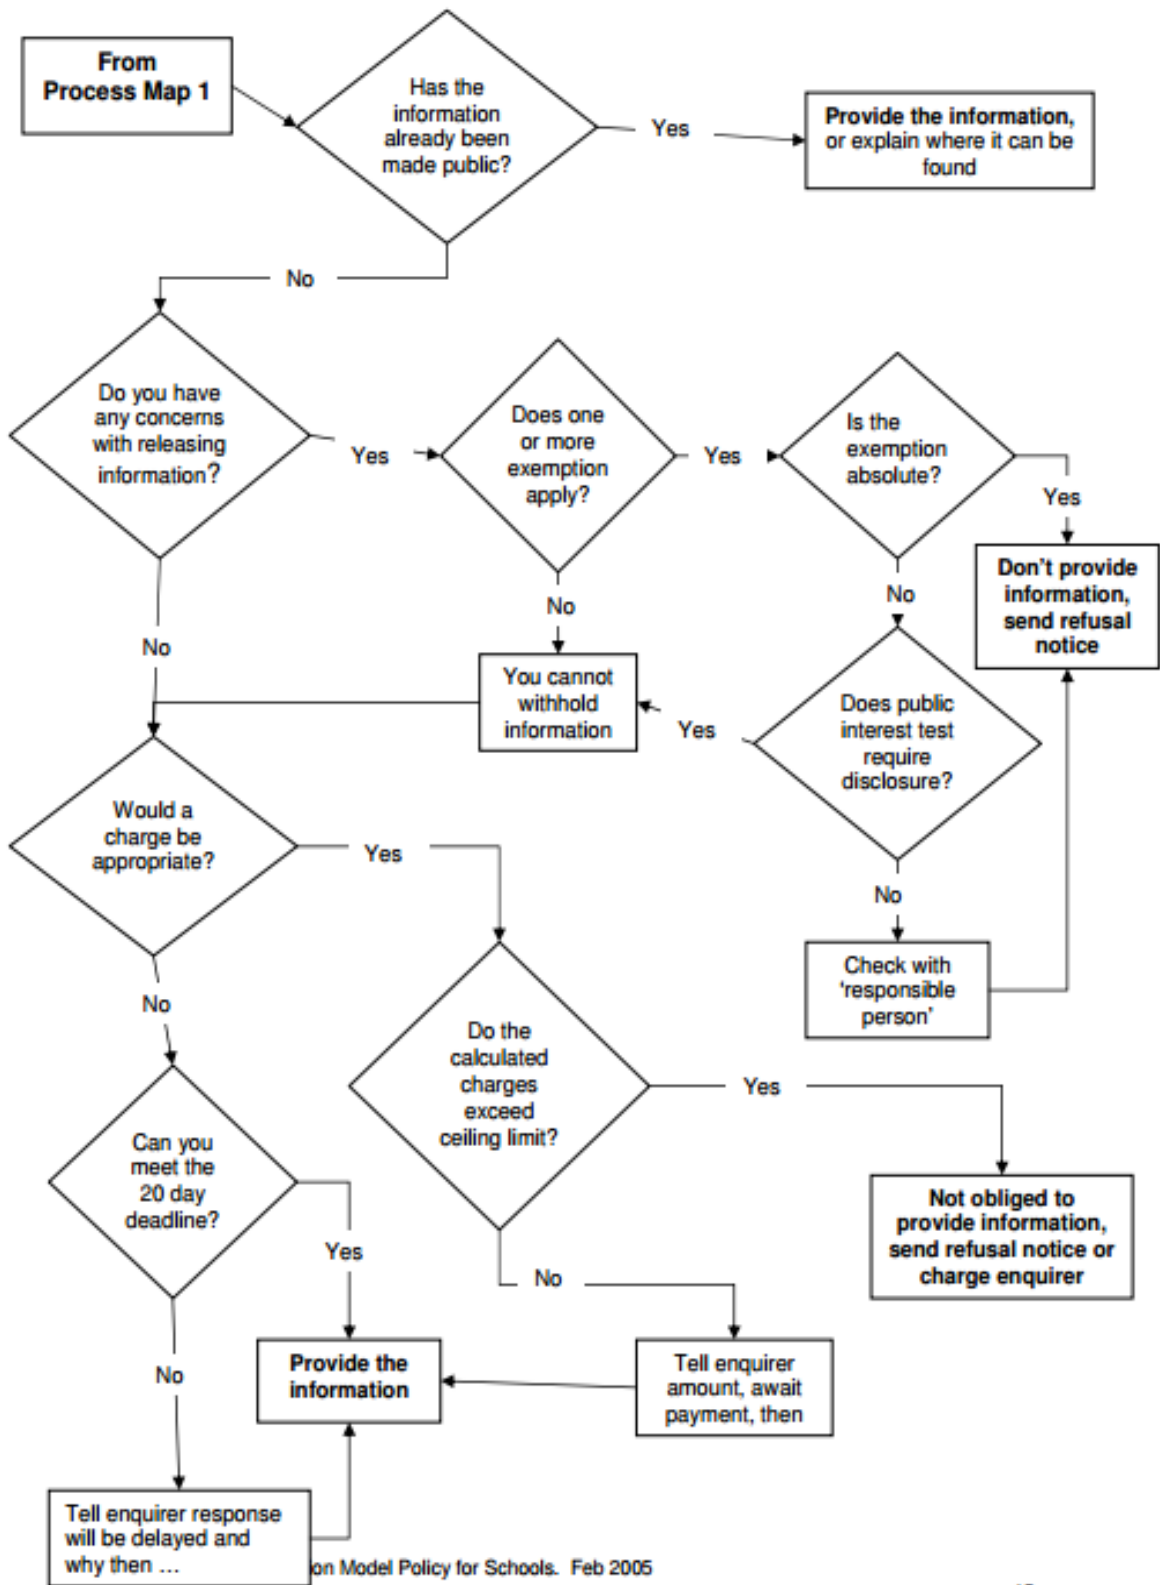 From
Process Map 1
Has the
information
already been
made public?
Yes
Provide the information,
or explain where it can be
found
No
Do you have
any concerns
with releasing
information?
Yes
Does one
or more
exemption
apply?
Yes
Is the
exemption
absolute?
Yes
Don't provide
information,
send refusal
notice
No
No
No
You cannot
withhold
information
Yes
Does public
interest test
require
disclosure?
Would a
charge be
appropriate?
Yes
No
Check with
'responsible
person'
No
Do the
calculated
charges
exceed
ceiling limit?
Yes
Not obliged to
provide information,
send refusal notice or
charge enquirer
Can you
meet the
20 day
deadline?
Yes
No
No
Provide the
information
Tell enquirer
amount, await
payment, then
Tell enquirer response
will be delayed and
why then ...
on Model Policy for Schools. Feb 2005